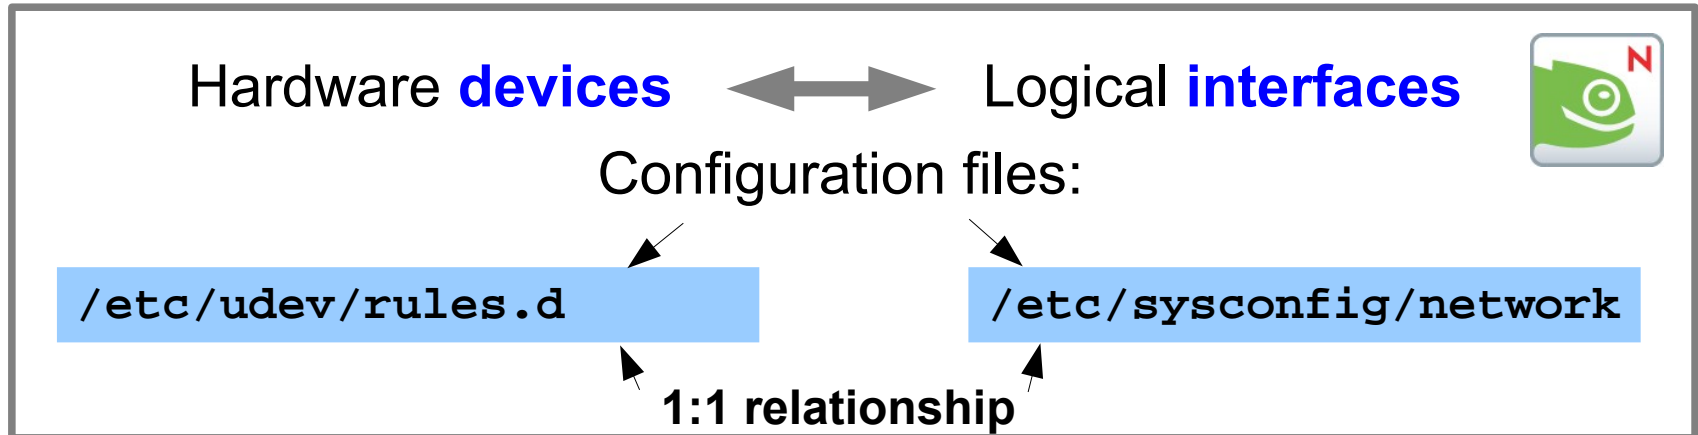 Hardware devices Logical interfaces
N
Configuration files:
/etc/udev/rules.d /etc/sysconfig/network
1:1 relationship